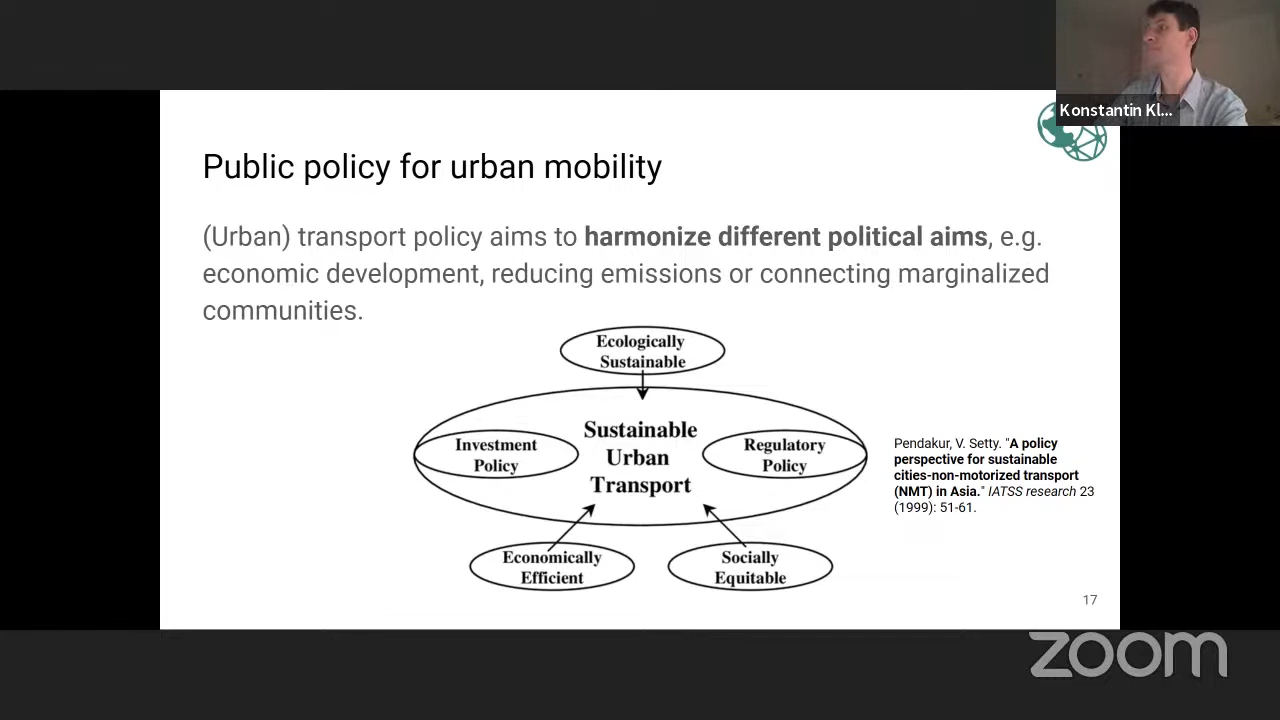 Konstantin Kl...
Public policy for urban mobility
(Urban) transport policy aims to harmonize different political aims, e.g.
economic development, reducing emissions or connecting marginalized
communities.
Ecologically
Sustainable
Sustainable
Urban
Transport
Investment
Policy
Regulatory
Policy
Economically
Efficient
Socially
Equitable
Pendakur, V. Setty. "A policy
perspective for sustainable
cities-non-motorized transport
(NMT) in Asia." IATSS research 23
(1999): 51-61.
17
zoom